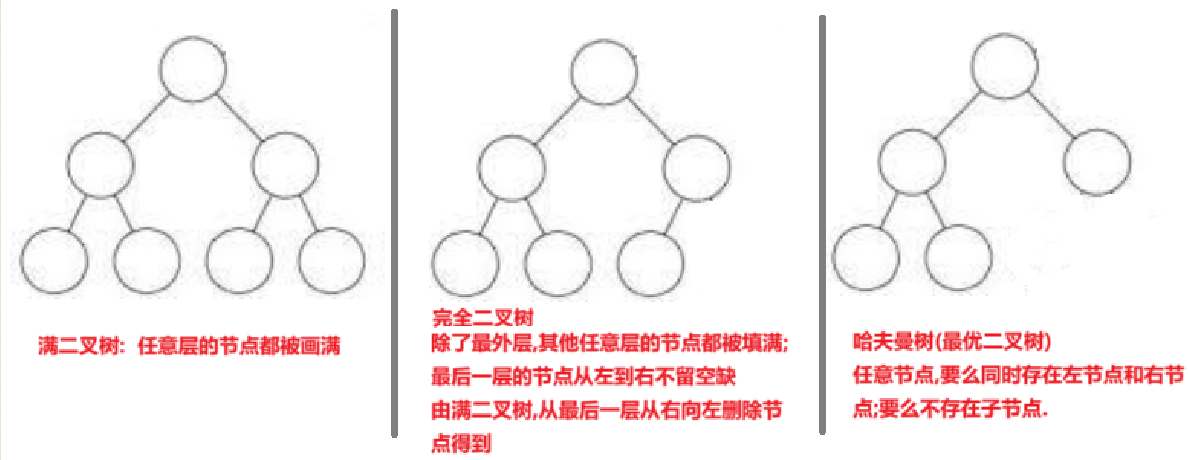 满二叉树: 任意层的节点都被画满
完全二叉树
除了最外层,其他任意层的节点都被填满;
最后一层的节点从左到右不留空缺
由满二叉树,从最后一层从右向左删除节
点得到
哈夫曼树(最优二叉树)
任意节点,要么同时存在左节点和右节
点;要么不存在子节点.